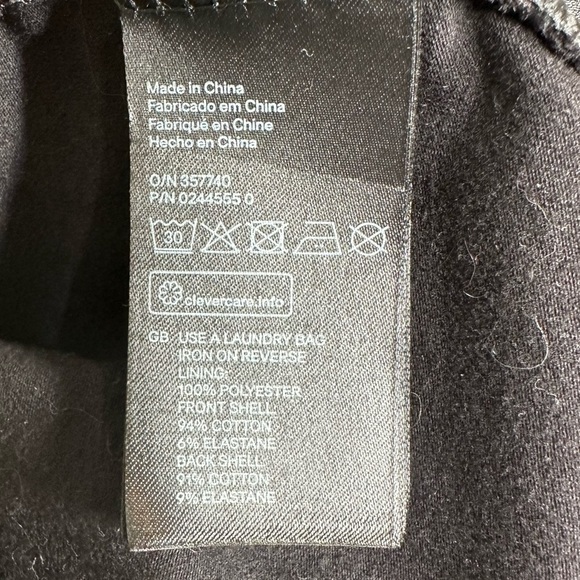 Made in China
Fabricado em China
Fabriqué en Chine
Hecho en China
O/N 357740
P/N 0244555 0
30
clevercare.info
GB USE A LAUNDRY BAG
IRON ON REVERSE
LINING:
100% POLYESTER
FRONT SHELL
94% COTTON
6% ELASTANE
BACK SHELL
91% COTTON
9% ELASTANE